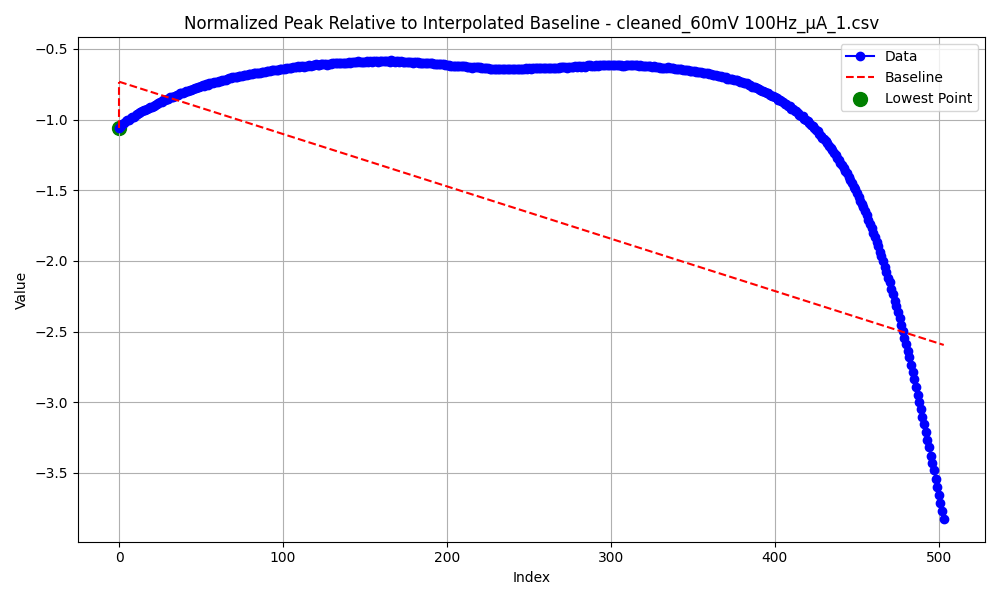 Normalized Peak Relative to Interpolated Baseline - cleaned_60mV 100Hz_μA_1.csv
Data
Baseline
Lowest Point
Value
−0.5
−1.0
−1.5
−2.0
−2.5
−3.0
−3.5
0 100 200 300 400 500
Index